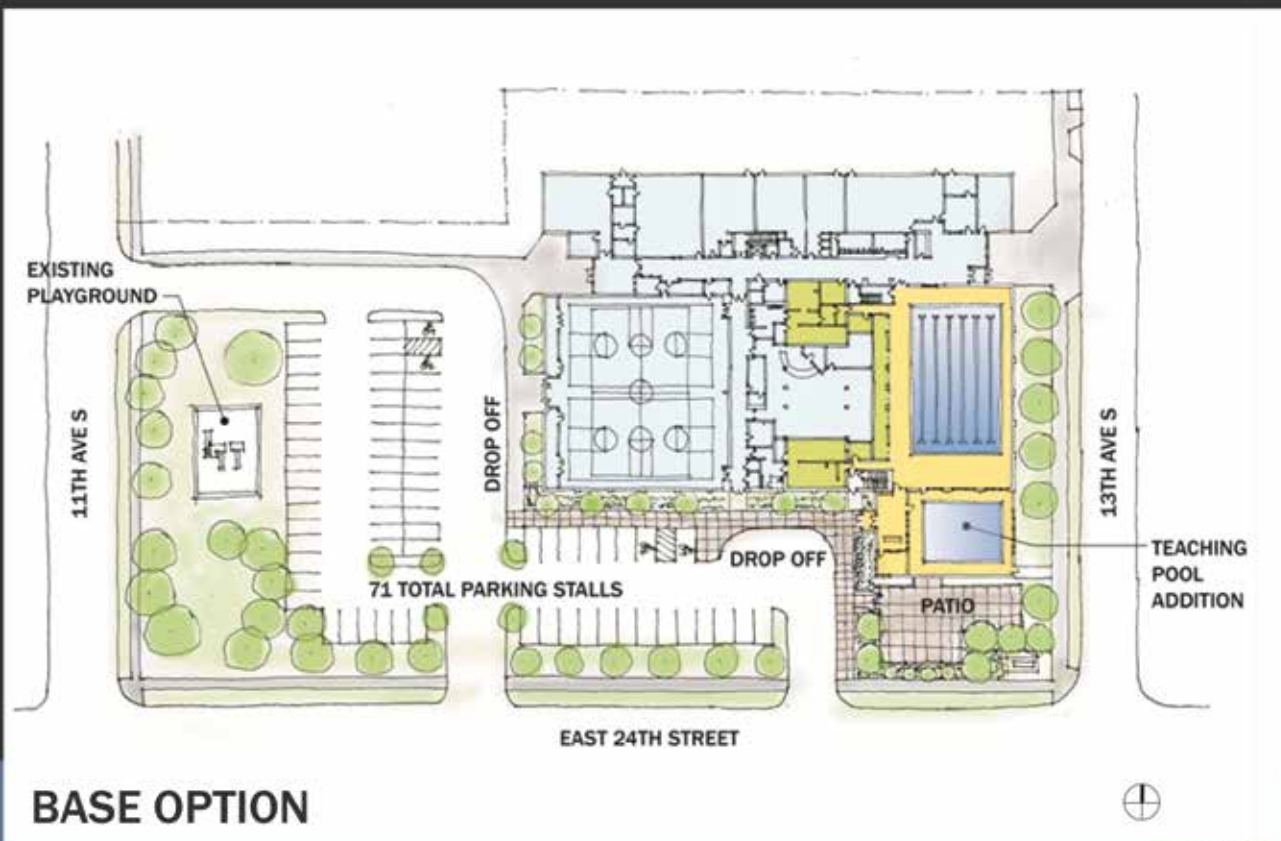 EXISTING
PLAYGROUND
11TH AVE S
DROP OFF
13TH AVE S
DROP OFF
TEACHING
POOL
ADDITION
71 TOTAL PARKING STALLS
PATIO
EAST 24TH STREET
BASE OPTION